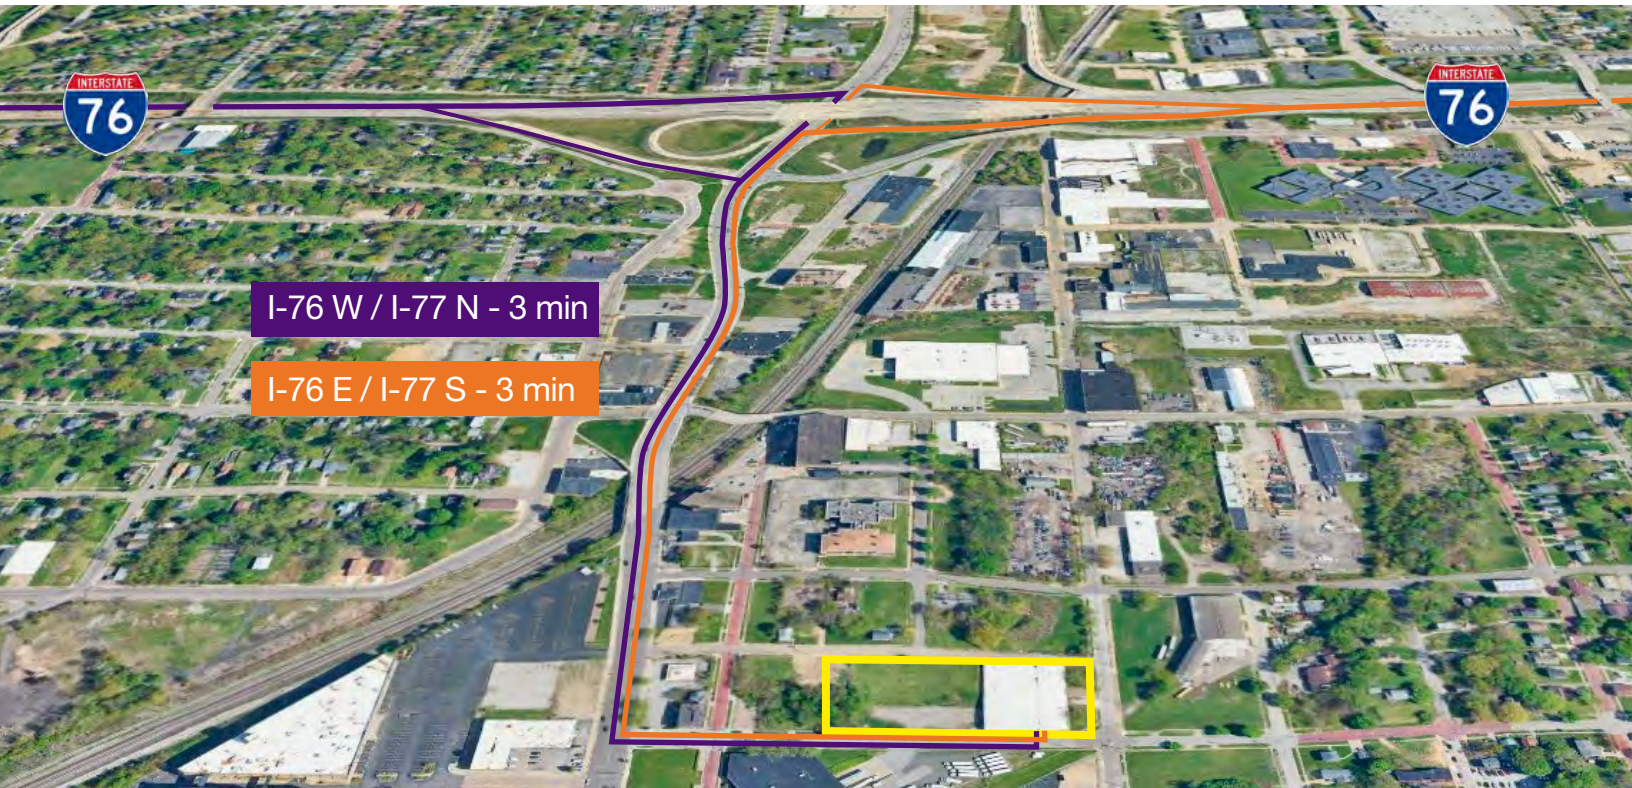 INTERSTATE
76
INTERSTATE
76
I-76 W / I-77 N - 3 min
I-76 E / I-77 S - 3 min